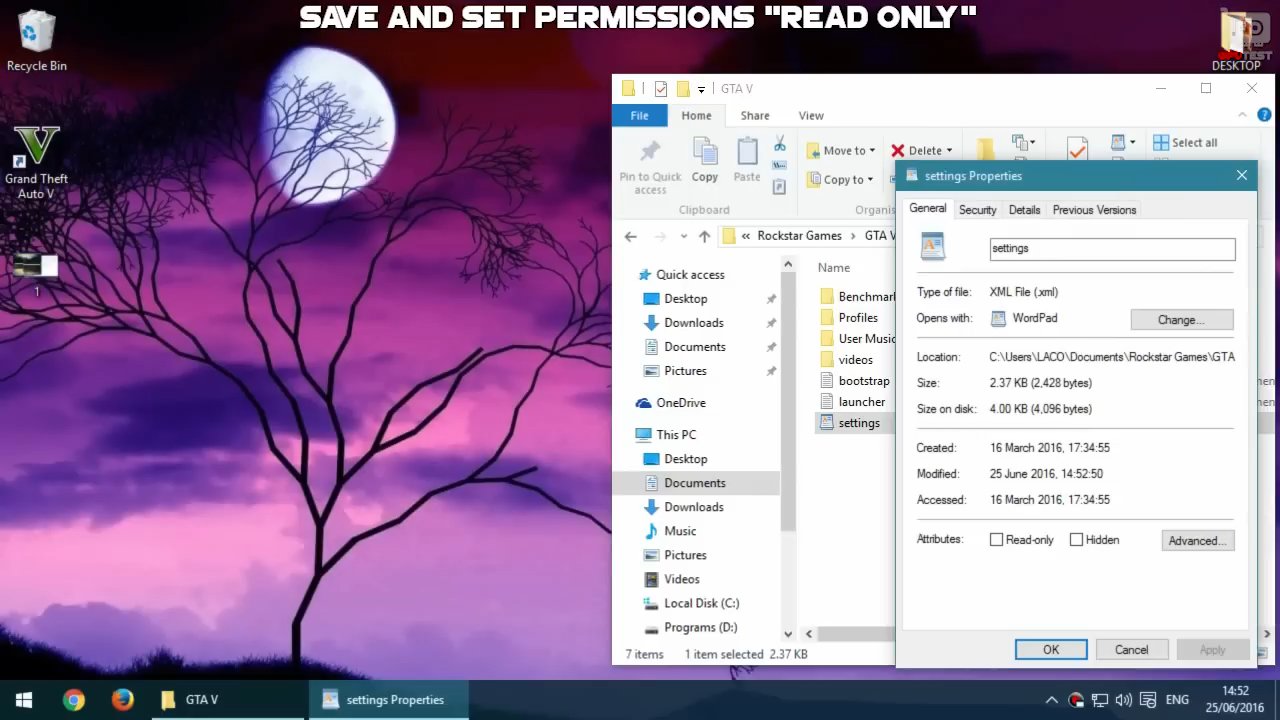 SAVE AND SET PERMISSIONS "READ ONLY"
Recycle Bin
Grand Theft
Auto V
1
DESKTOP
GTA V
File
Home
Share
View
Pin to Quick
access
Copy
Paste
Clipboard
Move to
Copy to
Delete
Select all
Organis
« Rockstar Games > GTA V
Quick access
Desktop
Downloads
Documents
Pictures
OneDrive
This PC
Desktop
Documents
Downloads
Music
Pictures
Videos
Local Disk (C:)
Programs (D:)
Name
Benchmar
Profiles
User Music
videos
bootstrap
launcher
settings
7 items
1 item selected 2.37 KB
settings Properties
General
Security
Details
Previous Versions
settings
Type of file:
XML File (.xml)
Opens with:
WordPad
Change...
Location:
C:\Users\LACO\Documents\Rockstar Games\GTA
Size:
2.37 KB (2,428 bytes)
Size on disk:
4.00 KB (4,096 bytes)
Created:
16 March 2016, 17:34:55
Modified:
25 June 2016, 14:52:50
Accessed:
16 March 2016, 17:34:55
Attributes:
Read-only
Hidden
Advanced...
OK
Cancel
Apply
GTA V
settings Properties
ENG
14:52
25/06/2016